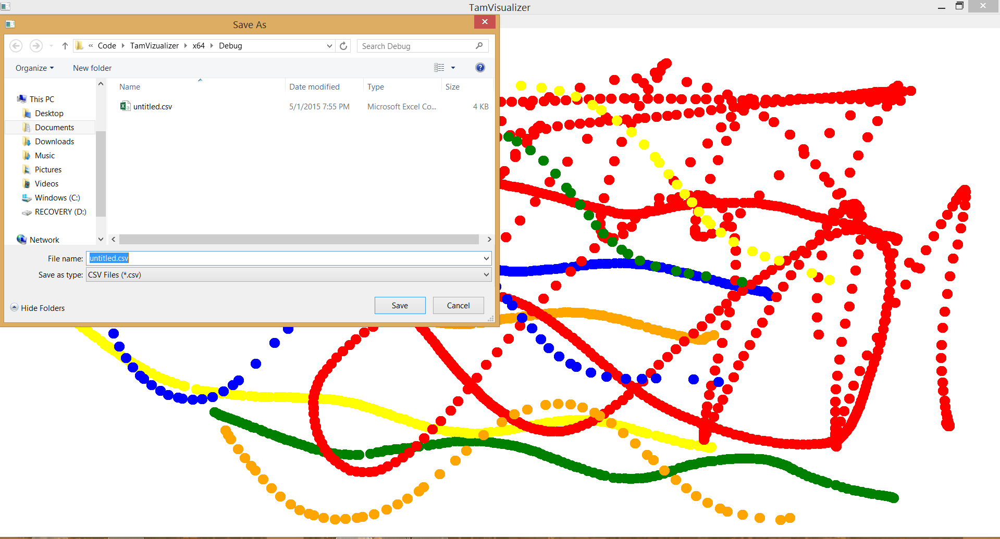 TamVisualizer
Save As
« Code TamVizualizer x64 Debug
Search Debug
Organize New folder
Name Date modified Type Size
This PC
untitled.csv 5/1/2015 7:55 PM Microsoft Excel Co... 4 KB
Desktop
Documents
Downloads
Music
Pictures
Videos
Windows (C:)
RECOVERY (D:)
Network
File name: untitled.csv
Save as type: CSV Files (*.csv)
Hide Folders
Save Cancel